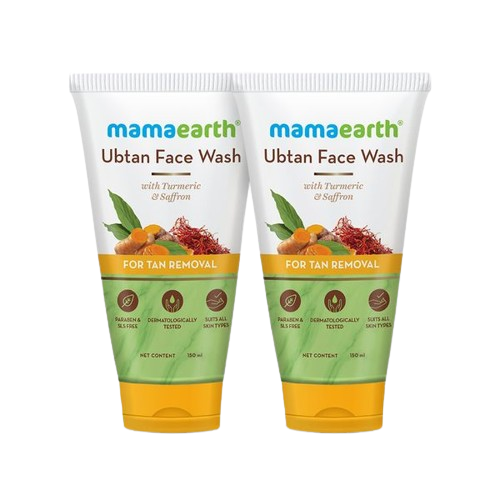 mamaearth®
Ubtan Face Wash
with Turmeric
& Saffron
FOR TAN REMOVAL
PARABEN &
SLS FREE
DERMATOLOGICALLY
TESTED
SUITS ALL
SKIN TYPES
NET CONTENT 150 ml
mamaearth®
Ubtan Face Wash
with Turmeric
& Saffron
FOR TAN REMOVAL
PARABEN &
SLS FREE
DERMATOLOGICALLY
TESTED
SUITS ALL
SKIN TYPES
NET CONTENT 150 ml